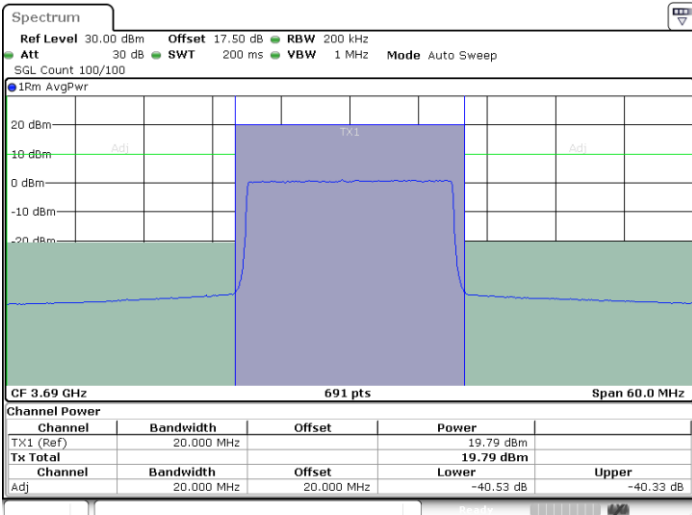 Spectrum
Ref Level 30.00 dBm Offset 17.50 dB RBW 200 kHz
Att 30 dB SWT 200 ms VBW 1 MHz Mode Auto Sweep
SGL Count 100/100
1Rm AvgPwr
20 dBm
TX1
Adj
Adj
10 dBm
0 dBm
-10 dBm
-20 dBm
CF 3.69 GHz 691 pts Span 60.0 MHz
Channel Power
Channel Bandwidth Offset Power
TX1 (Ref) 20.000 MHz 19.79 dBm
Tx Total 19.79 dBm
Channel Bandwidth Offset Lower Upper
Adj 20.000 MHz 20.000 MHz -40.53 dB -40.33 dB
Ready